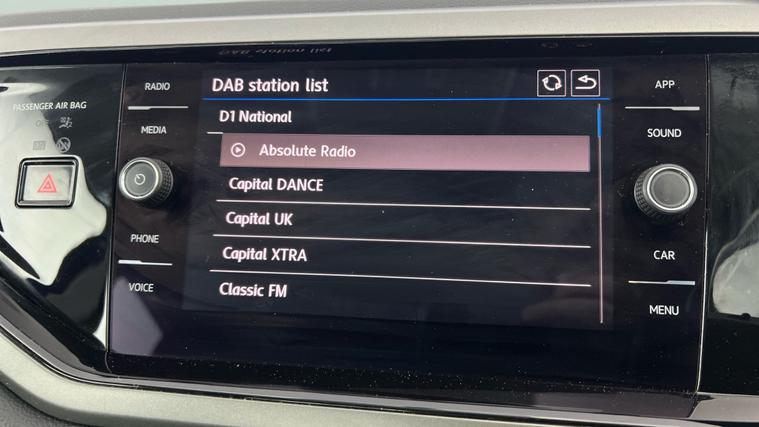 PASSENGER AIR BAG
RADIO
MEDIA
PHONE
VOICE
DAB station list
D1 National
Absolute Radio
Capital DANCE
Capital UK
Capital XTRA
Classic FM
APP
SOUND
CAR
MENU